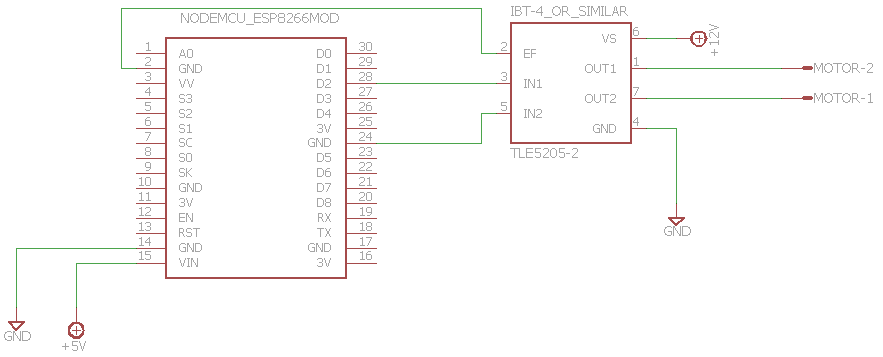 NODEMCU_ESP8266MOD
1 A0 D0 30
2 GND D1 29
3 VV D2 28
4 S3 D3 27
5 S2 D4 26
6 S1 3V 25
7 SC GND 24
8 S0 D5 23
9 SK D6 22
10 GND D7 21
11 3V D8 20
12 EN RX 19
13 RST TX 18
14 GND GND 17
15 VIN 3V 16
GND
+5V
IBT-4_OR_SIMILAR
VS 6
+12V
2 EF
OUT1 1 MOTOR-2
3 IN1
OUT2 7 MOTOR-1
5 IN2
GND 4
TLE5205-2
GND